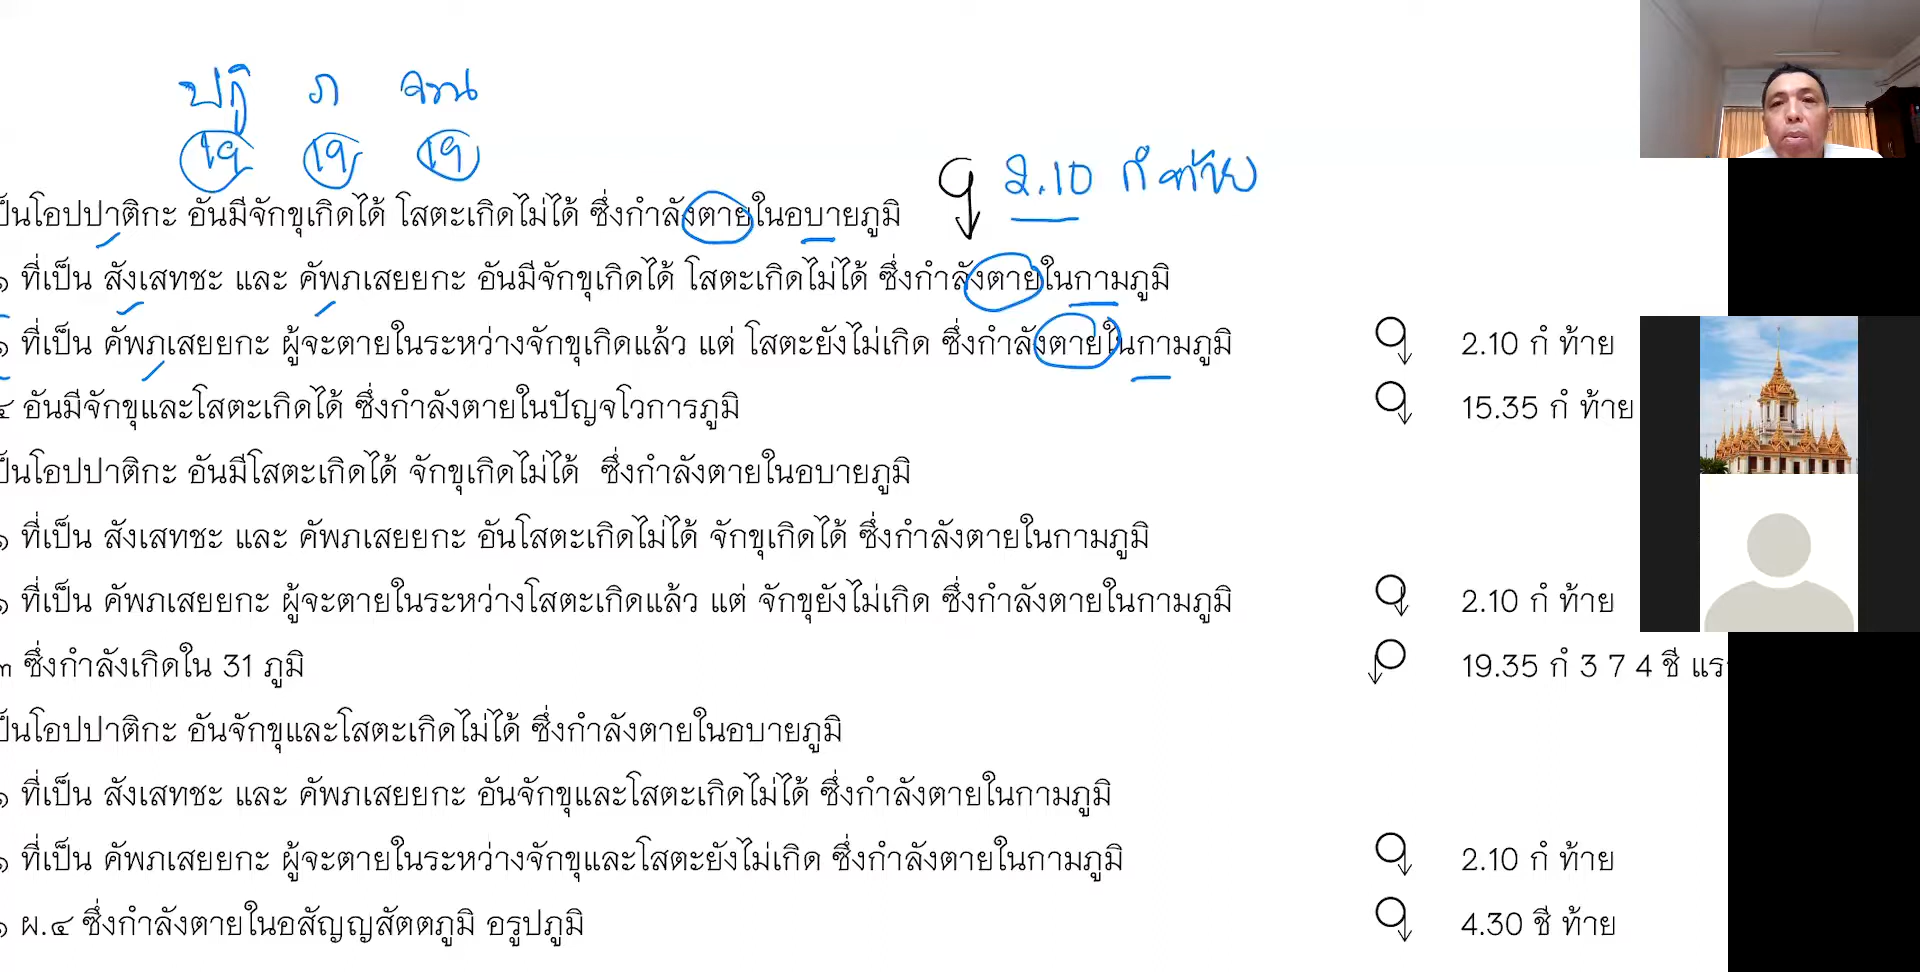 ปฏิ ภ จวน
19 19 19
2.10 กํ ท้าย
ป็นโอปปาติกะ อันมีจักขุเกิดได้ โสตะเกิดไม่ได้ ซึ่งกำลังตายในอบายภูมิ
๑ ที่เป็น สังเสทชะ และ คัพภเสยยกะ อันมีจักขุเกิดได้ โสตะเกิดไม่ได้ ซึ่งกำลังตายในกามภูมิ
๑ ที่เป็น คัพภเสยยกะ ผู้จะตายในระหว่างจักขุเกิดแล้ว แต่ โสตะยังไม่เกิด ซึ่งกำลังตายในกามภูมิ 2.10 กํ ท้าย
๔ อันมีจักขุและโสตะเกิดได้ ซึ่งกำลังตายในปัญจโวการภูมิ 15.35 กํ ท้าย
ป็นโอปปาติกะ อันมีโสตะเกิดได้ จักขุเกิดไม่ได้ ซึ่งกำลังตายในอบายภูมิ
๑ ที่เป็น สังเสทชะ และ คัพภเสยยกะ อันโสตะเกิดไม่ได้ จักขุเกิดได้ ซึ่งกำลังตายในกามภูมิ
๑ ที่เป็น คัพภเสยยกะ ผู้จะตายในระหว่างโสตะเกิดแล้ว แต่ จักขุยังไม่เกิด ซึ่งกำลังตายในกามภูมิ 2.10 กํ ท้าย
ซึ่งกำลังเกิดใน 31 ภูมิ 19.35 กํ 3 7 4 ชี แร
ป็นโอปปาติกะ อันจักขุและโสตะเกิดไม่ได้ ซึ่งกำลังตายในอบายภูมิ
๑ ที่เป็น สังเสทชะ และ คัพภเสยยกะ อันจักขุและโสตะเกิดไม่ได้ ซึ่งกำลังตายในกามภูมิ
๑ ที่เป็น คัพภเสยยกะ ผู้จะตายในระหว่างจักขุและโสตะยังไม่เกิด ซึ่งกำลังตายในกามภูมิ 2.10 กํ ท้าย
๑ ผ.๔ ซึ่งกำลังตายในอสัญญสัตตภูมิ อรูปภูมิ 4.30 ชี ท้าย